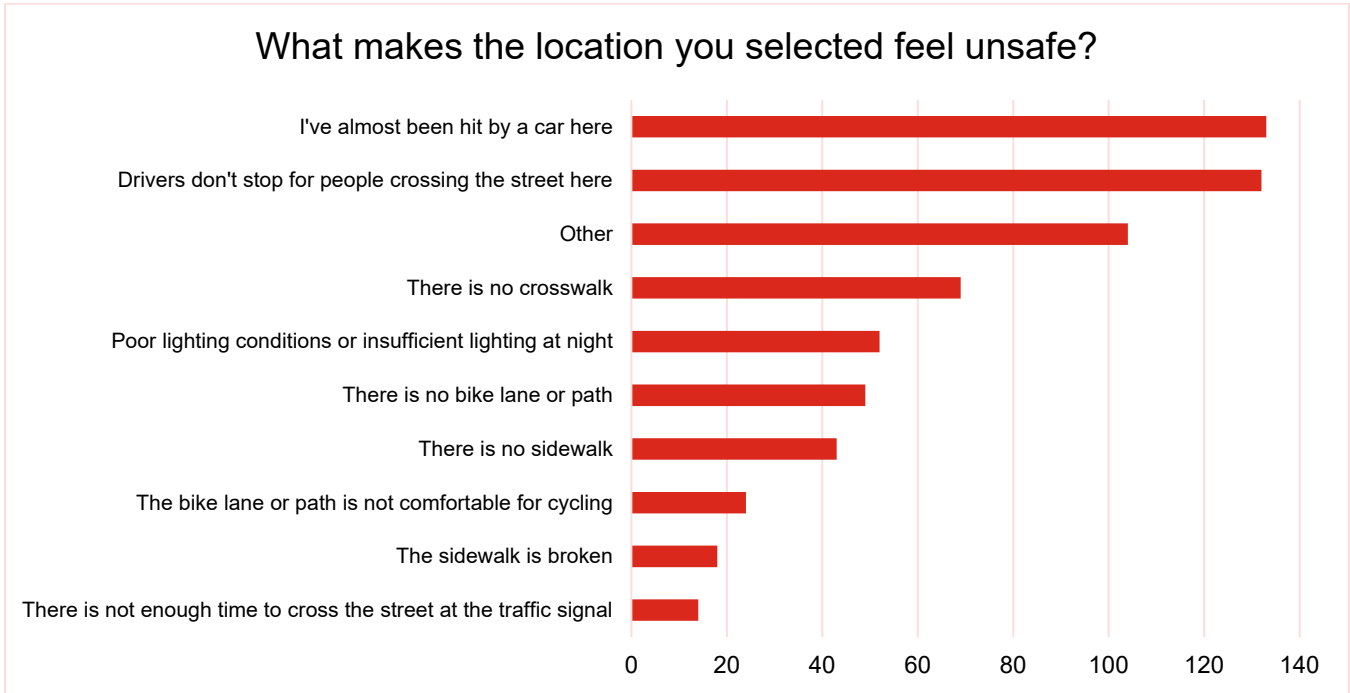 What makes the location you selected feel unsafe?
I've almost been hit by a car here
Drivers don't stop for people crossing the street here
Other
There is no crosswalk
Poor lighting conditions or insufficient lighting at night
There is no bike lane or path
There is no sidewalk
The bike lane or path is not comfortable for cycling
The sidewalk is broken
There is not enough time to cross the street at the traffic signal
0 20 40 60 80 100 120 140